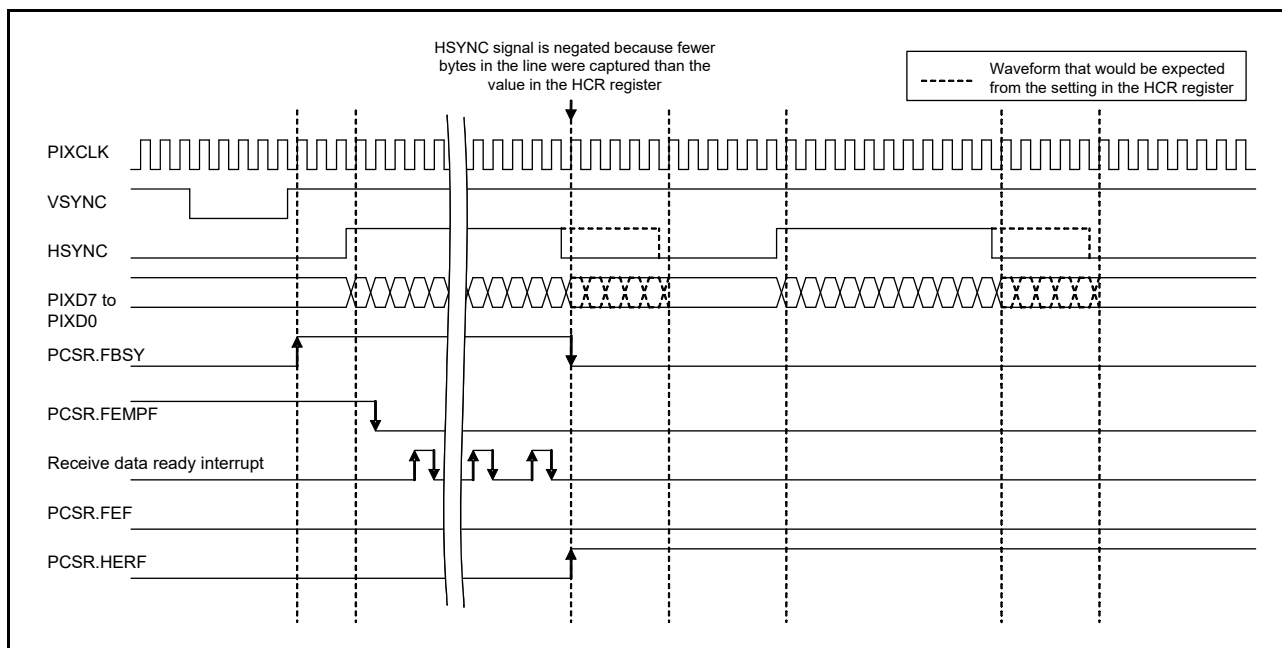 HSYNC signal is negated because fewer
bytes in the line were captured than the
value in the HCR register
Waveform that would be expected
from the setting in the HCR register
PIXCLK
VSYNC
HSYNC
PIXD7 to
PIXD0
PCSR.FBSY
PCSR.FEMPF
Receive data ready interrupt
PCSR.FEF
PCSR.HERF